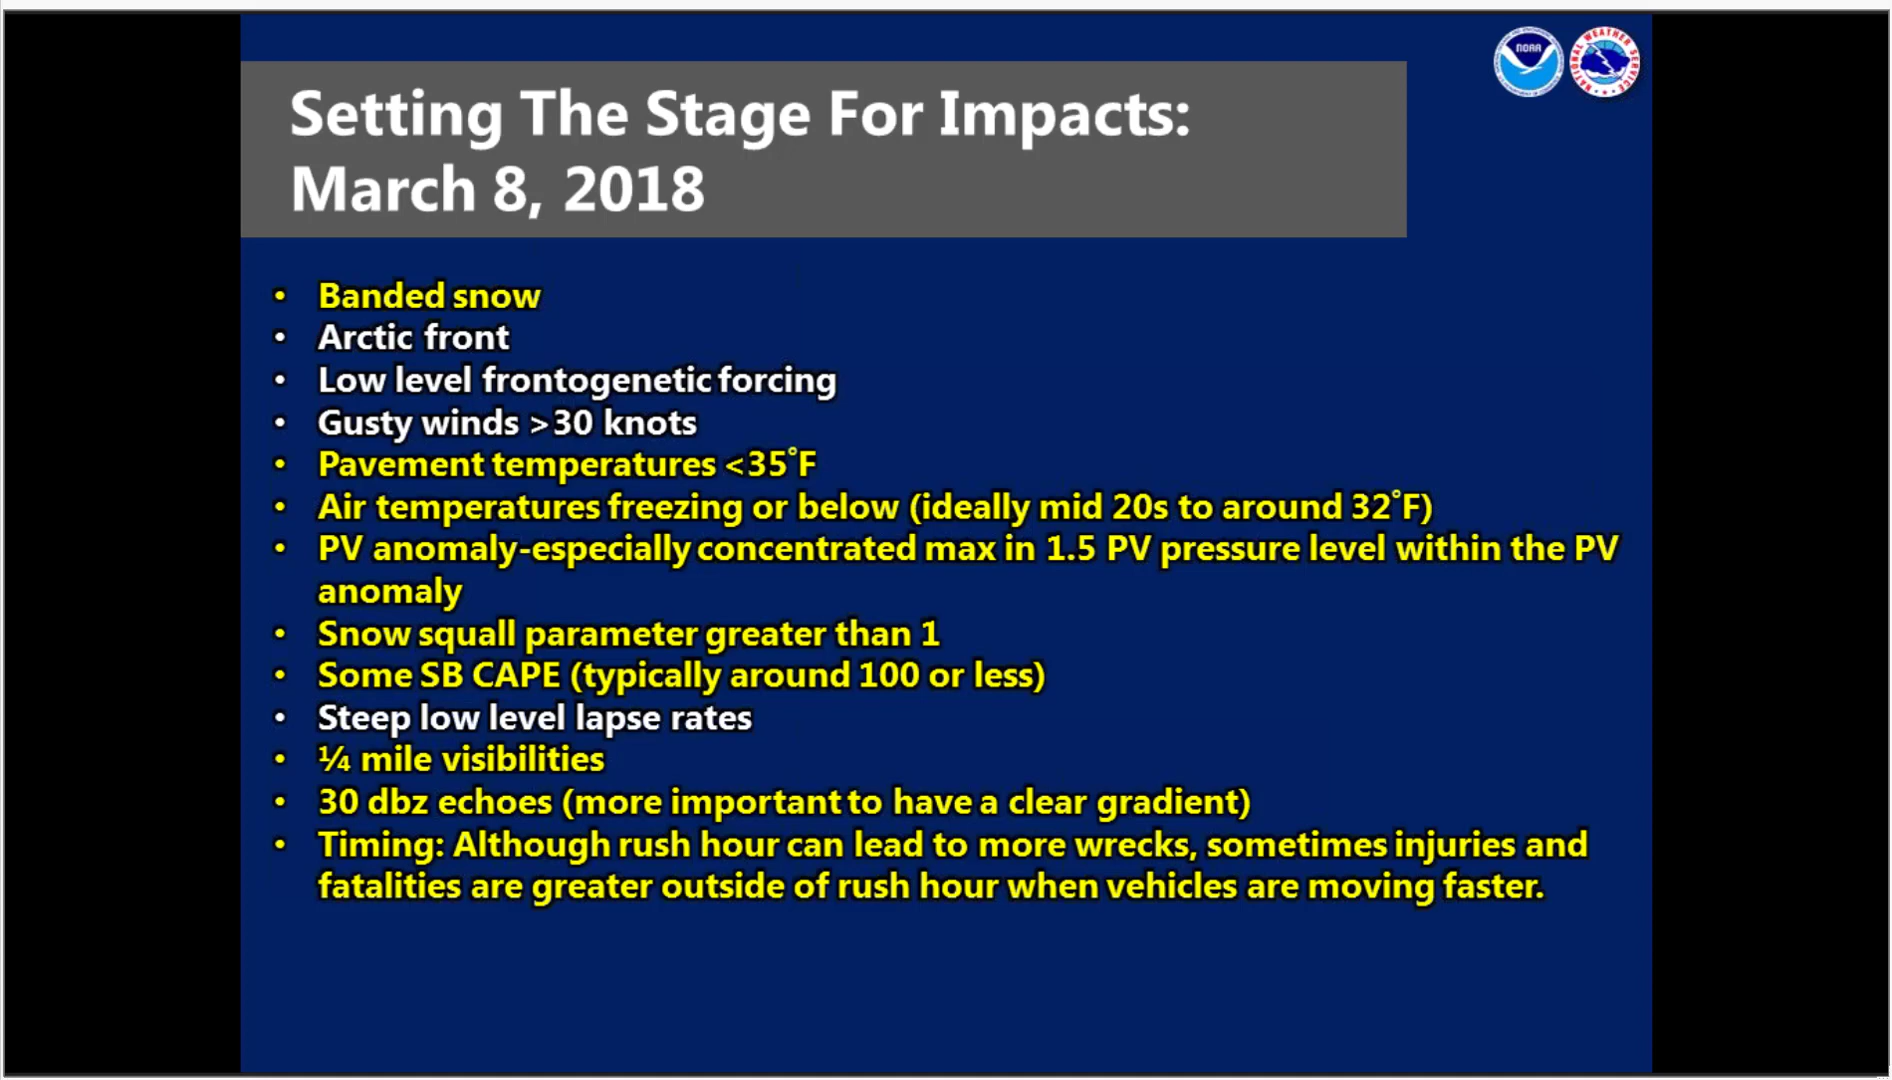 NOAA
NATIONAL WEATHER SERVICE
Setting The Stage For Impacts:
March 8, 2018
• Banded snow
• Arctic front
• Low level frontogenetic forcing
• Gusty winds >30 knots
• Pavement temperatures <35˚F
• Air temperatures freezing or below (ideally mid 20s to around 32˚F)
• PV anomaly-especially concentrated max in 1.5 PV pressure level within the PV
anomaly
• Snow squall parameter greater than 1
• Some SB CAPE (typically around 100 or less)
• Steep low level lapse rates
• ¼ mile visibilities
• 30 dbz echoes (more important to have a clear gradient)
• Timing: Although rush hour can lead to more wrecks, sometimes injuries and
fatalities are greater outside of rush hour when vehicles are moving faster.